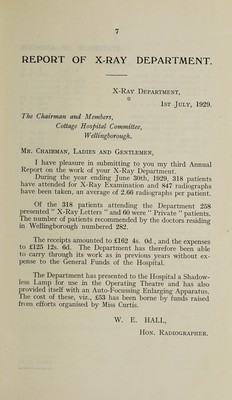 7
REPORT OF X-RAY DEPARTMENT.
X-Ray Department,
1st July, 1929.
The Chairman and Members,
Cottage Hospital Committee,
Wellingborough.
Mr. Chairman, Ladies and Gentlemen,
I have pleasure in submitting to you my third Annual
Report on the work of your X-Ray Department.
During the year ending June 30th, 1929, 318 patients
have attended for X-Ray Examination and 847 radiographs
have been taken, an average of 2.66 radiographs per patient.
Of the 318 patients attending the Department 258
presented " X-Ray Letters " and 60 were " Private " patients.
The number of patients recommended by the doctors residing
in Wellingborough numbered 282.
The receipts amounted to £162 4s. 0d., and the expenses
to £125 12s. 6d. The Department has therefore been able
to carry through its work as in previous years without ex-
pense to the General Funds of the Hospital.
The Department has presented to the Hospital a Shadow-
less Lamp for use in the Operating Theatre and has also
provided itself with an Auto-Focussing Enlarging Apparatus.
The cost of these, viz., £53 has been borne by funds raised
from efforts organised by Miss Curtis.
W. E. HALL,
Hon. Radiographer.